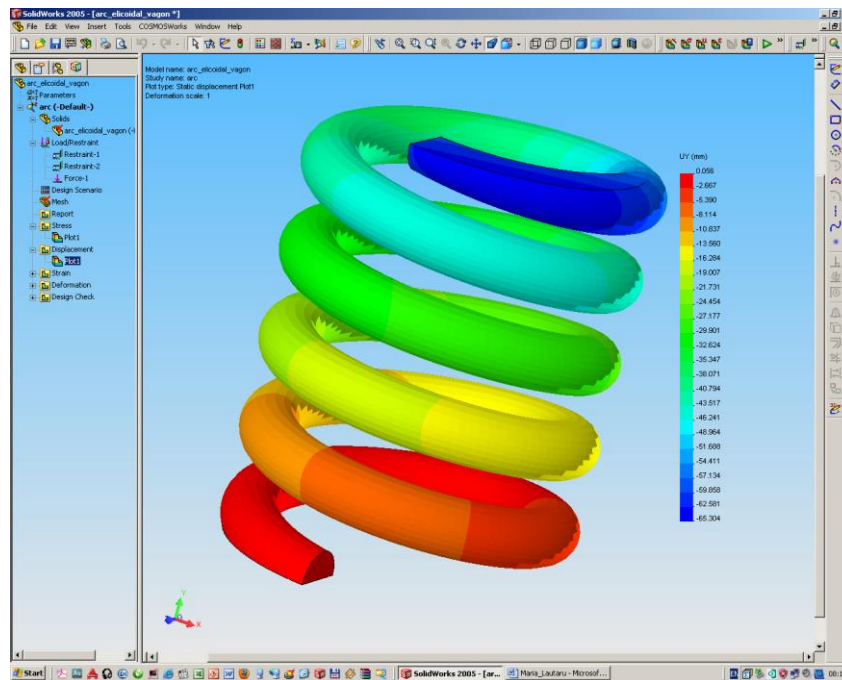 SolidWorks 2005 - [arc_elicoidal_vagon *]
File Edit View Insert Tools COSMOSWorks Window Help
arc_elicoidal_vagon
Parameters
arc (-Default-)
Solids
arc_elicoidal_vagon (-
Load/Restraint
Restraint-1
Restraint-2
Force-1
Design Scenario
Mesh
Report
Stress
Plot1
Displacement
Plot1
Strain
Deformation
Design Check
Model name: arc_elicoidal_vagon
Study name: arc
Plot type: Static displacement Plot1
Deformation scale: 1
UY (mm)
0.056
-2.667
-5.390
-8.114
-10.837
-13.560
-16.284
-19.007
-21.731
-24.454
-27.177
-29.901
-32.624
-35.347
-38.071
-40.794
-43.517
-46.241
-48.964
-51.688
-54.411
-57.134
-59.858
-62.581
-65.304
Y
X
Start
SolidWorks 2005 - [ar...
Maria_Lautaru - Microsof...